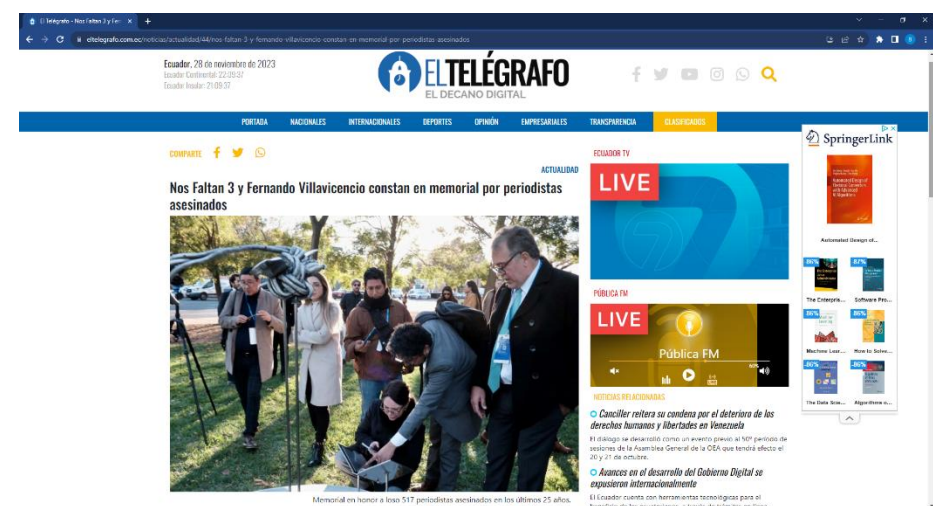 El Telégrafo - Nos Faltan 3 y Fer
eltelegrafo.com.ec/noticias/actualidad/44/nos-faltan-3-y-fernando-villavicencio-constan-en-memorial-por-periodistas-asesinados
Ecuador, 28 de noviembre de 2023
Ecuador Continental: 22:09:37
Ecuador Insular: 21:09:37
EL TELÉGRAFO
EL DECANO DIGITAL
PORTADA NACIONALES INTERNACIONALES DEPORTES OPINIÓN EMPRESARIALES TRANSPARENCIA CLASIFICADOS
COMPARTE
ACTUALIDAD
Nos Faltan 3 y Fernando Villavicencio constan en memorial por periodistas
asesinados
Memorial en honor a loso 517 periodistas asesinados en los últimos 25 años.
ECUADOR TV
LIVE
PÚBLICA FM
LIVE
Pública FM
60%
LIVE
NOTICIAS RELACIONADAS
Canciller reitera su condena por el deterioro de los
derechos humanos y libertades en Venezuela
El diálogo se desarrolló como un evento previo al 50º período de
sesiones de la Asamblea General de la OEA que tendrá efecto el
20 y 21 de octubre.
Avances en el desarrollo del Gobierno Digital se
expusieron internacionalmente
El Ecuador cuenta con herramientas tecnológicas para el
SpringerLink
Automated Design of...
-86% -87%
The Enterpris... Software Pro...
-86% -86%
Machine Lear... How to Solve...
-86% -86%
The Data Scie... Algorithms o...